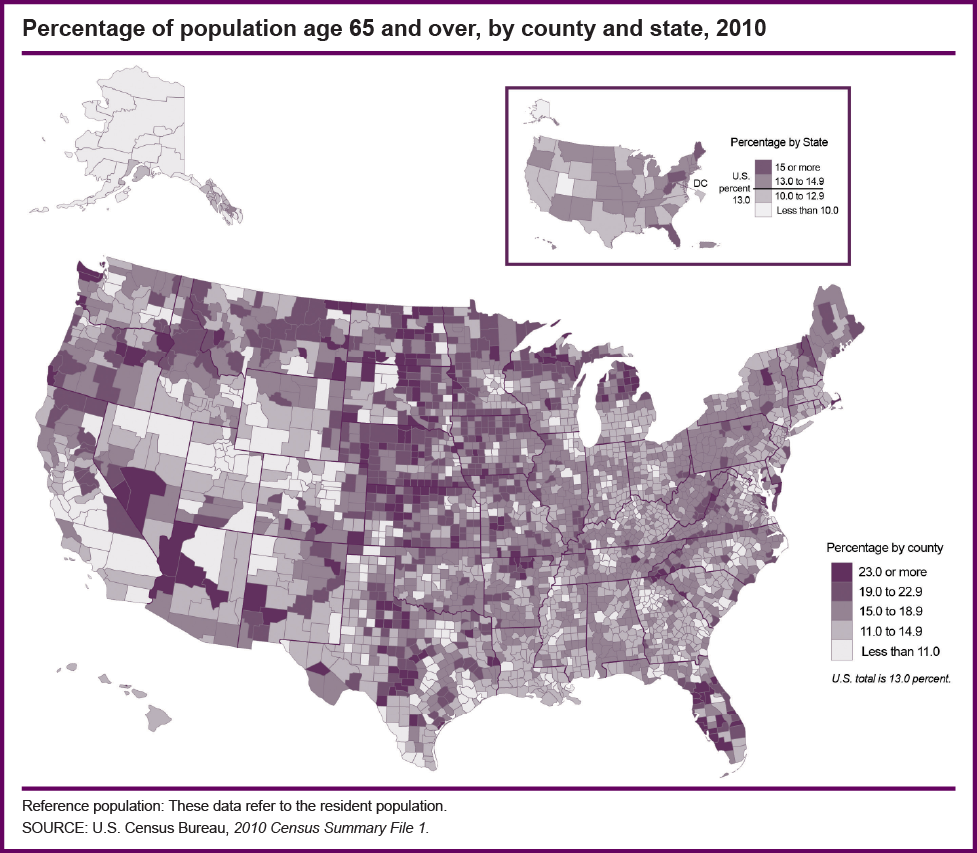 Percentage of population age 65 and over, by county and state, 2010
Percentage by State
U.S.
percent
13.0
15 or more
13.0 to 14.9
10.0 to 12.9
Less than 10.0
DC
Percentage by county
23.0 or more
19.0 to 22.9
15.0 to 18.9
11.0 to 14.9
Less than 11.0
U.S. total is 13.0 percent.
Reference population: These data refer to the resident population.
SOURCE: U.S. Census Bureau, 2010 Census Summary File 1.